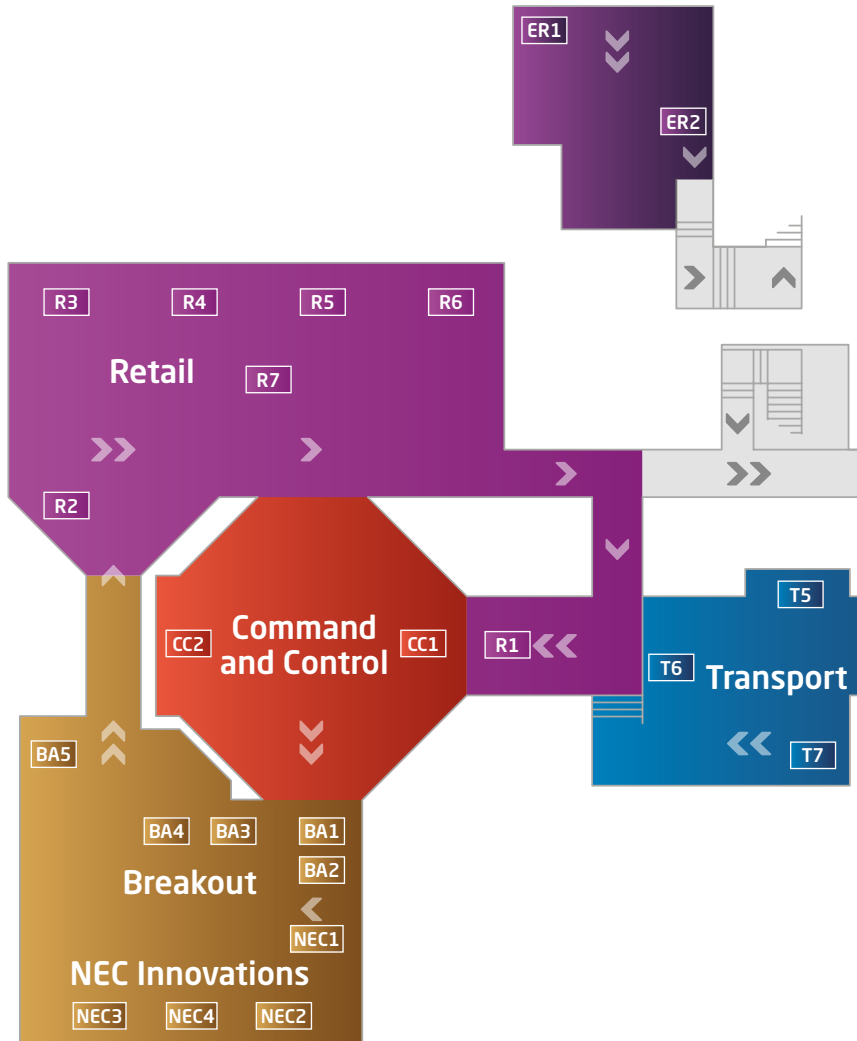 ER1
ER2
R3
R4
R5
R6
Retail
R7
R2
Command
and Control
CC2
CC1
R1
T5
T6
Transport
T7
BA5
BA4
BA3
BA1
BA2
Breakout
NEC1
NEC Innovations
NEC3
NEC4
NEC2